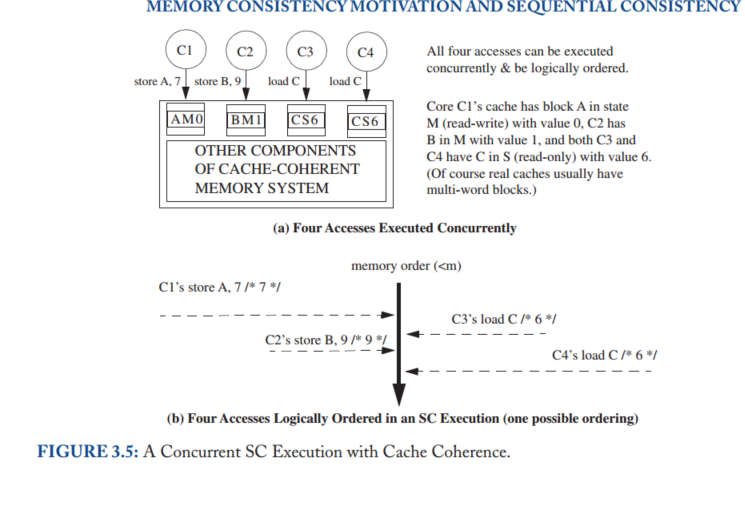 MEMORY CONSISTENCY MOTIVATION AND SEQUENTIAL CONSISTENCY
C1
C2
C3
C4
store A, 7
store B, 9
load C
load C
AM0
BM1
CS6
CS6
OTHER COMPONENTS
OF CACHE-COHERENT
MEMORY SYSTEM
All four accesses can be executed
concurrently & be logically ordered.
Core C1's cache has block A in state
M (read-write) with value 0, C2 has
B in M with value 1, and both C3 and
C4 have C in S (read-only) with value 6.
(Of course real caches usually have
multi-word blocks.)
(a) Four Accesses Executed Concurrently
memory order (<m)
C1's store A, 7 /* 7 */
C3's load C /* 6 */
C2's store B, 9 /* 9 */
C4's load C /* 6 */
(b) Four Accesses Logically Ordered in an SC Execution (one possible ordering)
FIGURE 3.5: A Concurrent SC Execution with Cache Coherence.